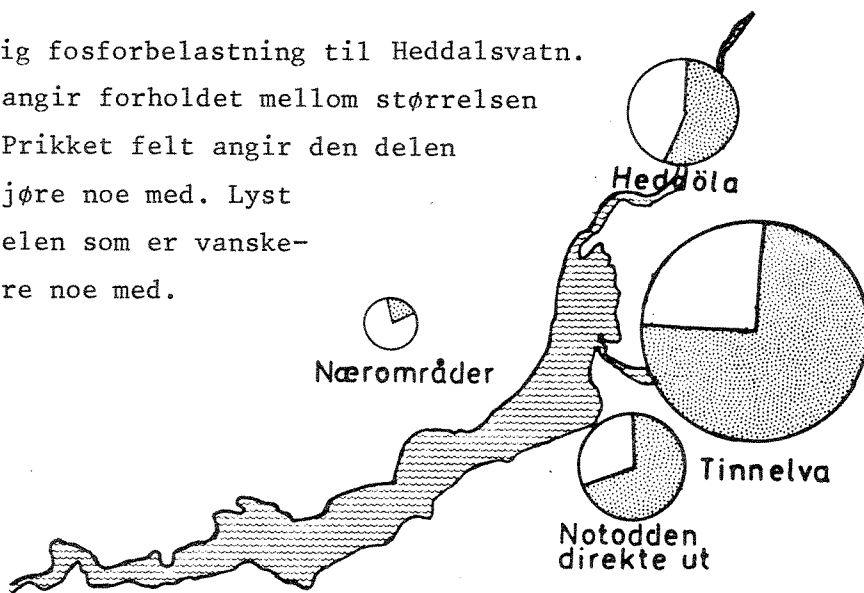 ig fosforbelastning til Heddalsvatn.
angir forholdet mellom størrelsen
Prikket felt angir den delen
jøre noe med. Lyst
elen som er vanske-
re noe med.
Heddöla
Nærområder
Tinnelva
Notodden
direkte ut